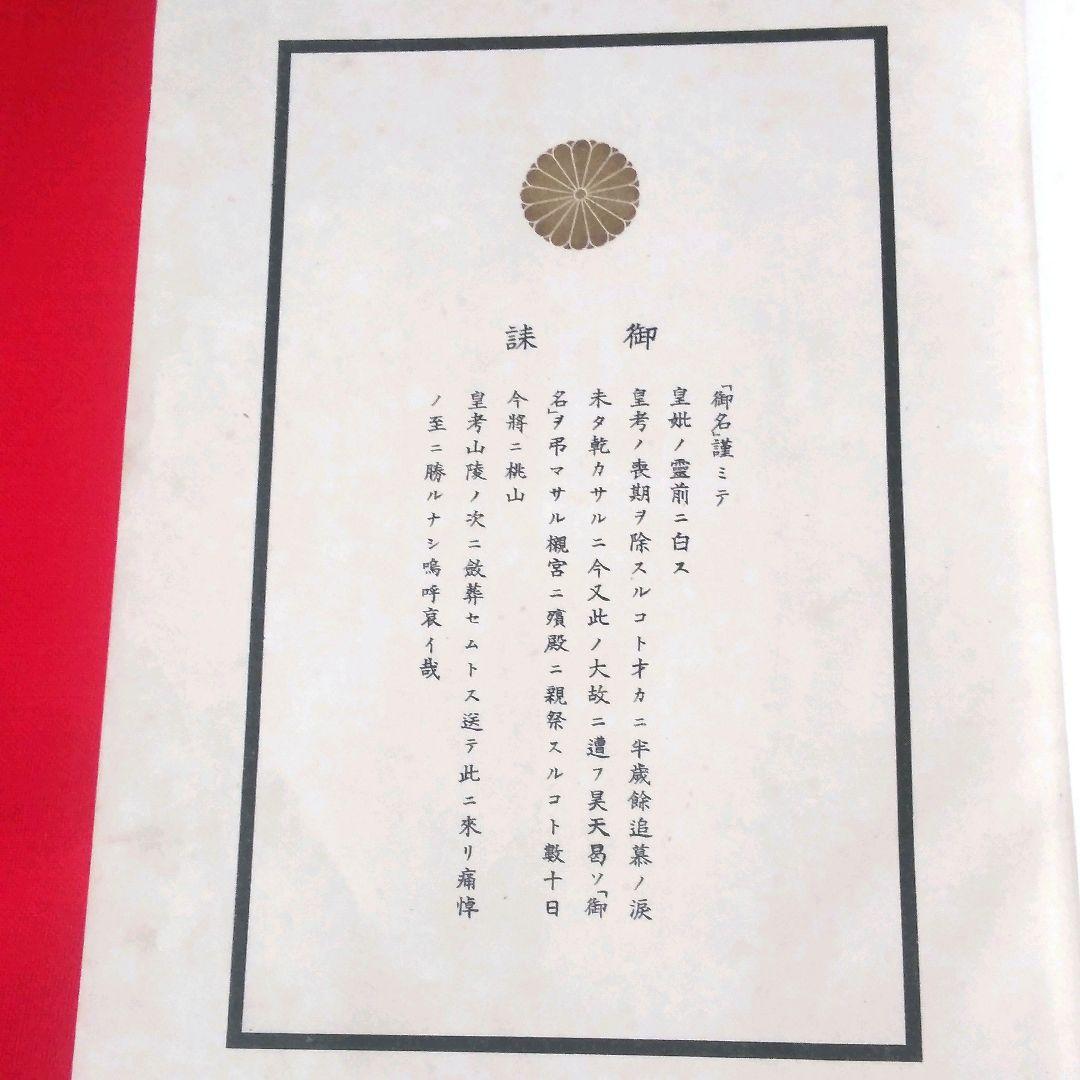 御誄
「御名」謹ミテ
皇妣ノ靈前ニ白ス
皇考ノ喪期ヲ除スルコト才カニ半歲餘追慕ノ淚
未タ乾カサルニ今又此ノ大故ニ遭フ昊天曷ソ「御
名」ヲ弔マサル櫬宮ニ殯殿ニ親祭スルコト數十日
今將ニ桃山
皇考山陵ノ次ニ斂葬セムトス送テ此ニ來リ痛悼
ノ至ニ勝ルナシ嗚呼哀イ哉